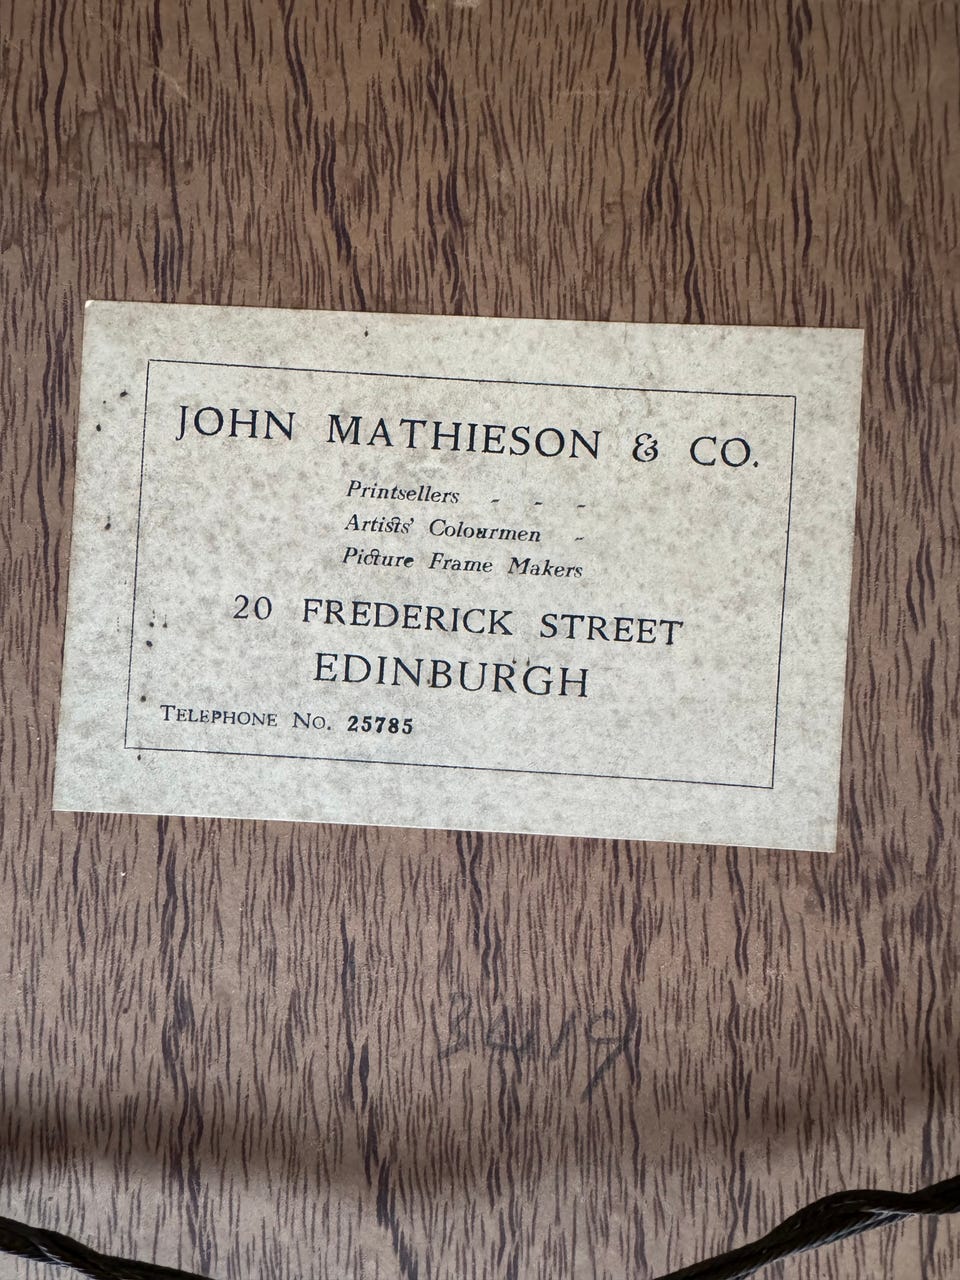 JOHN MATHIESON & CO.
Printsellers - - -
Artists' Colourmen -
Picture Frame Makers
20 FREDERICK STREET
EDINBURGH
TELEPHONE NO. 25785